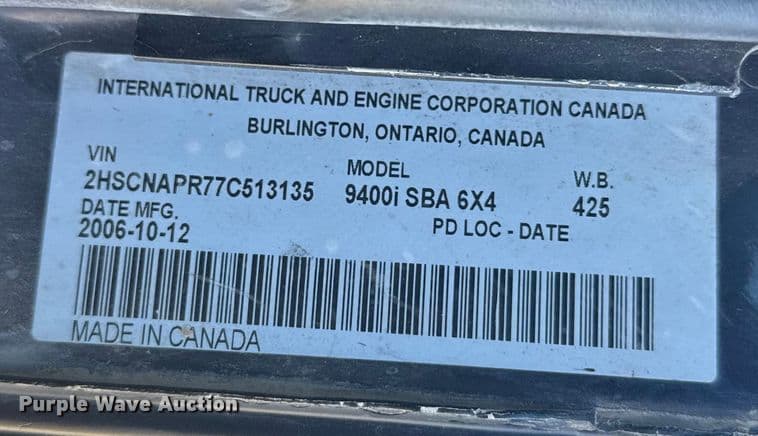 INTERNATIONAL TRUCK AND ENGINE CORPORATION CANADA
BURLINGTON, ONTARIO, CANADA
VIN MODEL W.B.
2HSCNAPR77C513135 9400i SBA 6X4 425
DATE MFG. PD LOC - DATE
2006-10-12
MADE IN CANADA
Purple Wave Auction